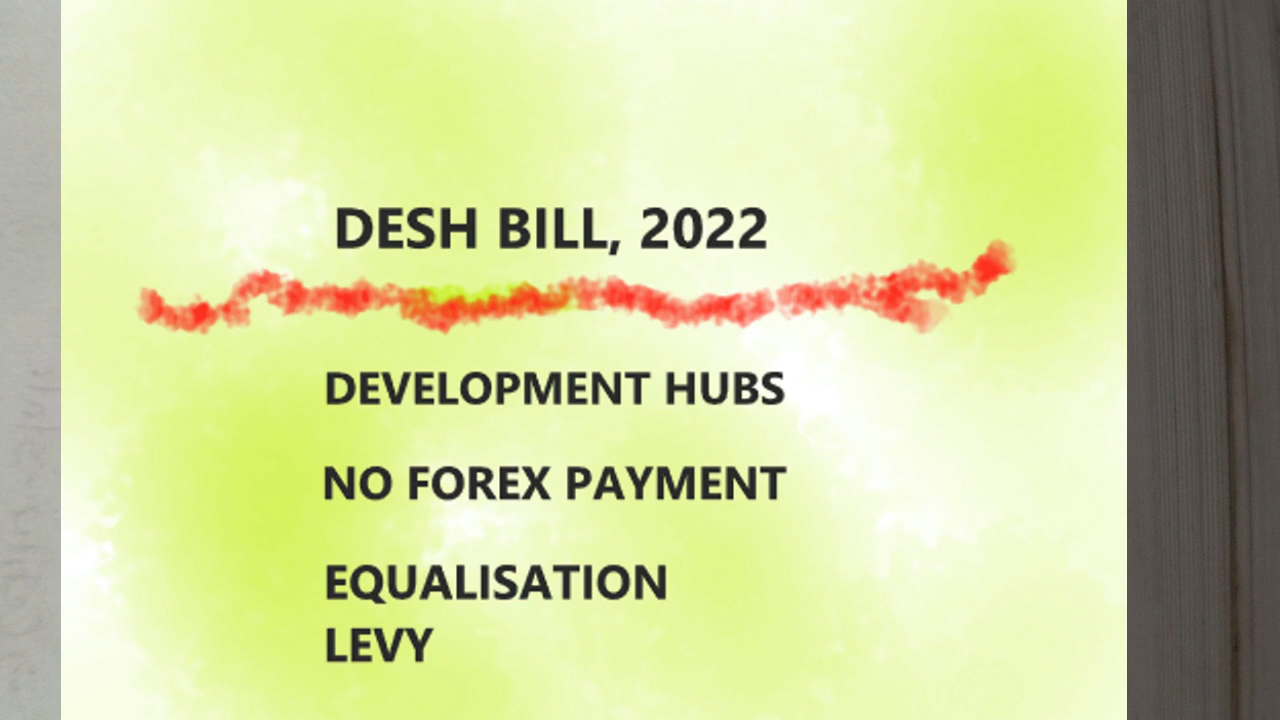 DESH BILL, 2022
DEVELOPMENT HUBS
NO FOREX PAYMENT
EQUALISATION
LEVY